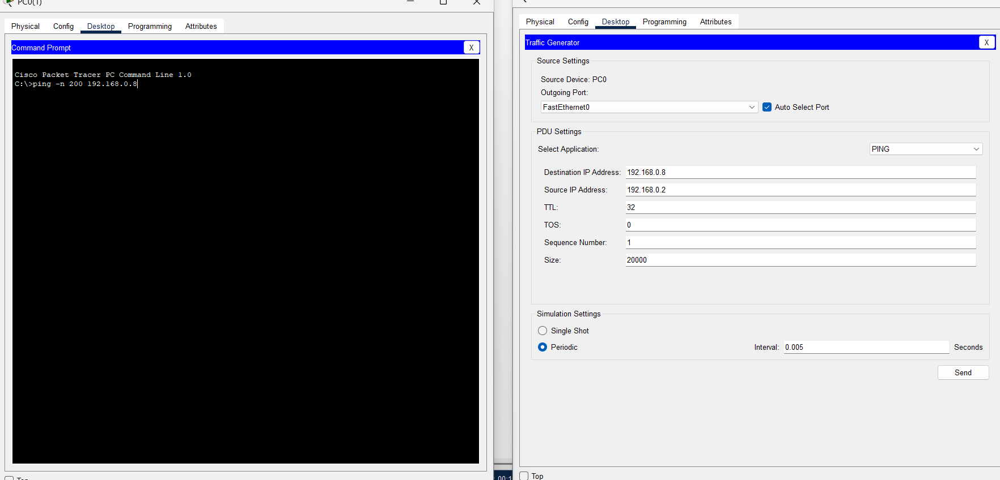 PC0(1)
Physical Config Desktop Programming Attributes
Command Prompt X
Cisco Packet Tracer PC Command Line 1.0
C:\>ping -n 200 192.168.0.8
Top
Physical Config Desktop Programming Attributes
Traffic Generator X
Source Settings
Source Device: PC0
Outgoing Port:
FastEthernet0 Auto Select Port
PDU Settings
Select Application: PING
Destination IP Address: 192.168.0.8
Source IP Address: 192.168.0.2
TTL: 32
TOS: 0
Sequence Number: 1
Size: 20000
Simulation Settings
Single Shot
Periodic Interval: 0.005 Seconds
Send
Top